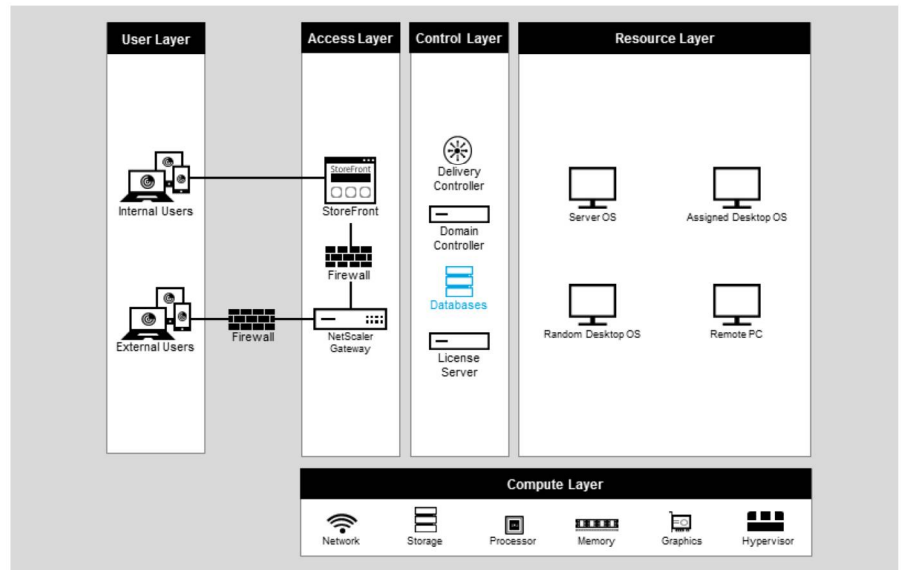 User Layer
Access Layer
Control Layer
Resource Layer
Internal Users
StoreFront
StoreFront
Firewall
External Users
Firewall
NetScaler
Gateway
Delivery
Controller
Domain
Controller
Databases
License
Server
Server OS
Assigned Desktop OS
Random Desktop OS
Remote PC
Compute Layer
Network
Storage
Processor
Memory
Graphics
Hypervisor